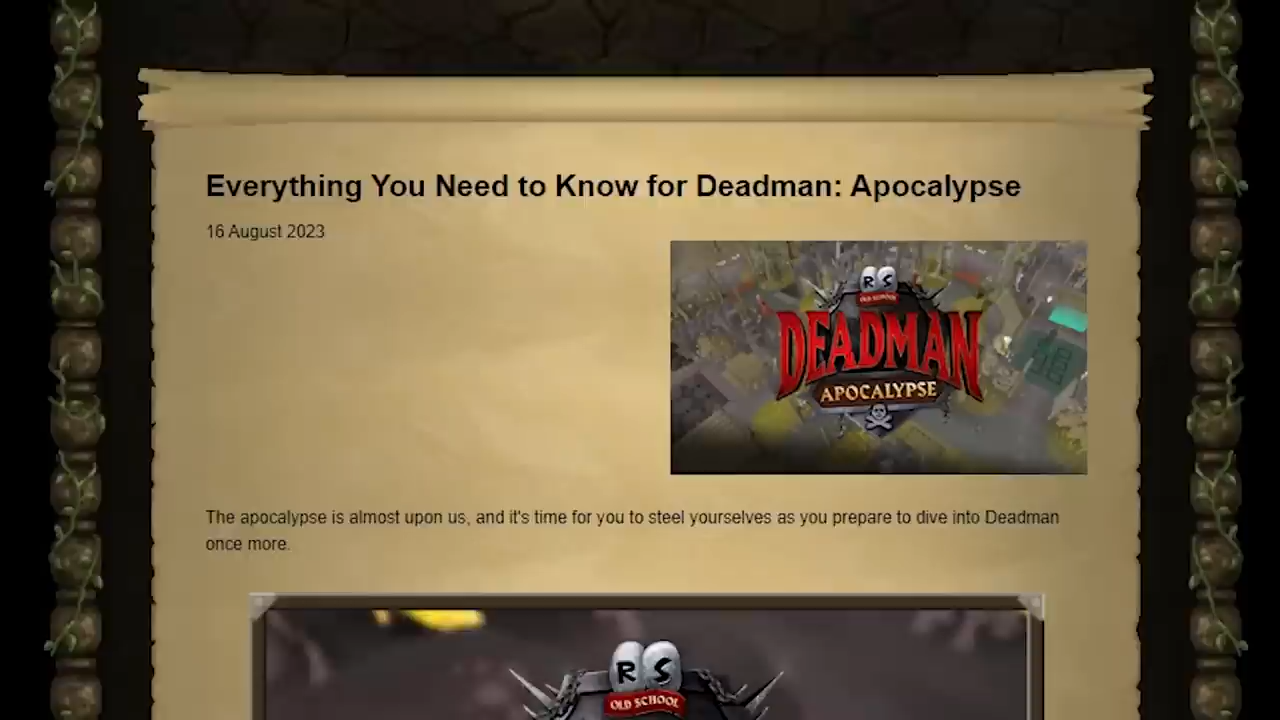 Everything You Need to Know for Deadman: Apocalypse
16 August 2023
RS
OLD SCHOOL
DEADMAN
APOCALYPSE
The apocalypse is almost upon us, and it's time for you to steel yourselves as you prepare to dive into Deadman
once more.
RS
OLD SCHOOL